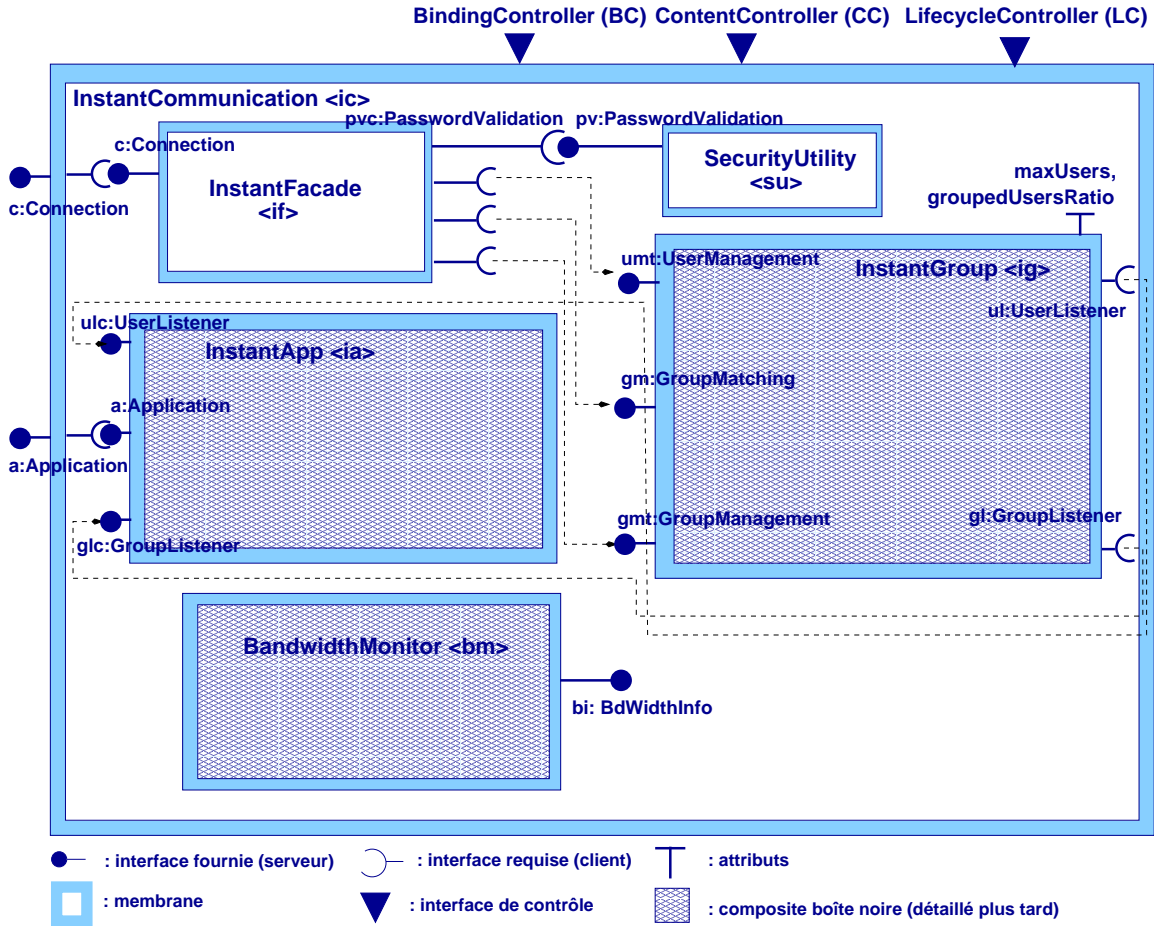 BindingController (BC) ContentController (CC) LifecycleController (LC)
InstantCommunication <ic>
pvc:PasswordValidation pv:PasswordValidation
c:Connection
c:Connection
InstantFacade
<if>
SecurityUtility
<su>
maxUsers,
groupedUsersRatio
umt:UserManagement
InstantGroup <ig>
ul:UserListener
ulc:UserListener
InstantApp <ia>
gm:GroupMatching
a:Application
a:Application
gmt:GroupManagement
gl:GroupListener
glc:GroupListener
BandwidthMonitor <bm>
bi: BdWidthInfo
: interface fournie (serveur)
: interface requise (client)
: attributs
: membrane
: interface de contrôle
: composite boîte noire (détaillé plus tard)